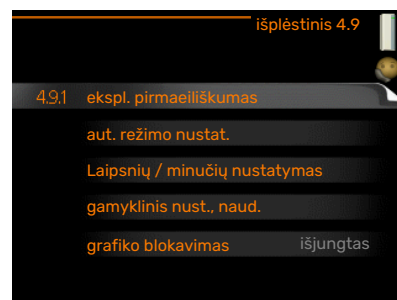 išplėstinis 4.9
4.9.1 ekspl. pirmaeiliškumas
aut. režimo nustat.
Laipsnių / minučių nustatymas
gamyklinis nust., naud.
grafiko blokavimas išjungtas